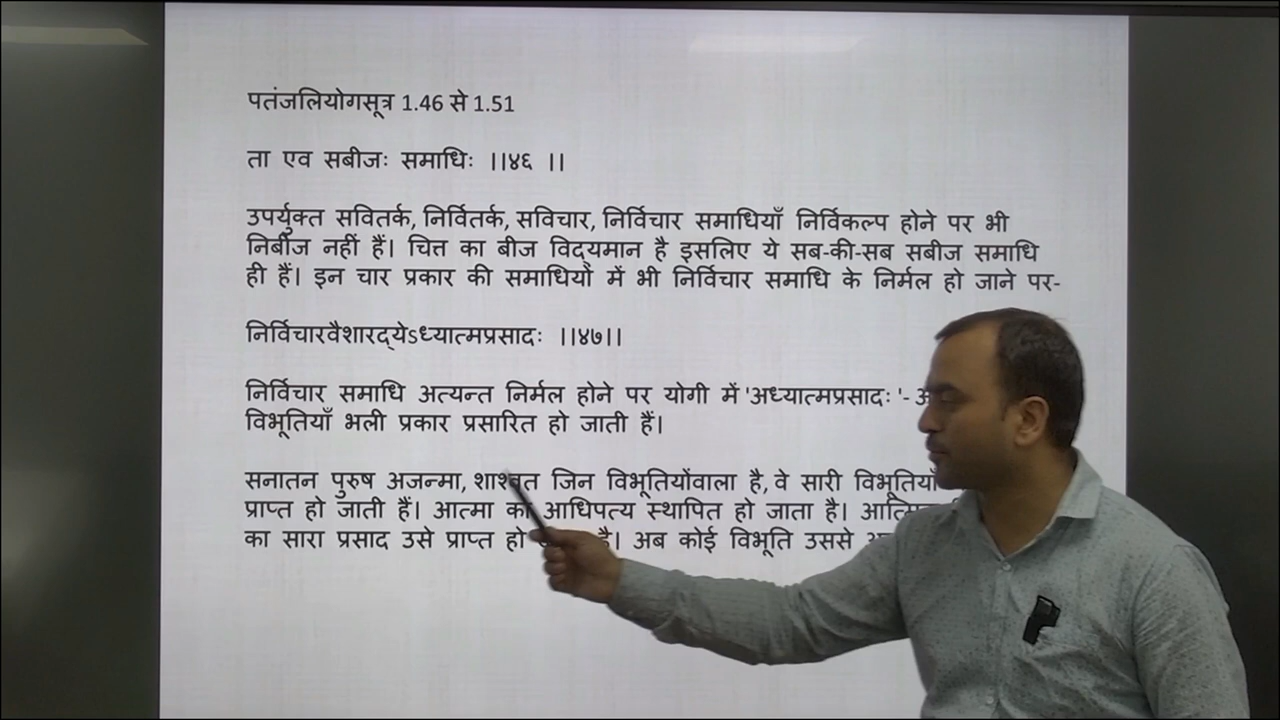 पतंजलियोगसूत्र 1.46 से 1.51
ता एव सबीजः समाधिः ।।४६ ।।
उपर्युक्त सवितर्क, निर्वितर्क, सविचार, निर्विचार समाधियाँ निर्विकल्प होने पर भी
निर्बीज नहीं हैं। चित्त का बीज विद्यमान है इसलिए ये सब-की-सब सबीज समाधि
ही हैं। इन चार प्रकार की समाधियों में भी निर्विचार समाधि के निर्मल हो जाने पर-
निर्विचारवैशारद्येऽध्यात्मप्रसादः ।।४७।।
निर्विचार समाधि अत्यन्त निर्मल होने पर योगी में 'अध्यात्मप्रसादः '-
विभूतियाँ भली प्रकार प्रसारित हो जाती हैं।
सनातन पुरुष अजन्मा, शाश्वत जिन विभूतियोंवाला है, वे सारी विभूतियाँ
प्राप्त हो जाती हैं। आत्मा का आधिपत्य स्थापित हो जाता है।
का सारा प्रसाद उसे प्राप्त हो है। अब कोई विभूति उससे